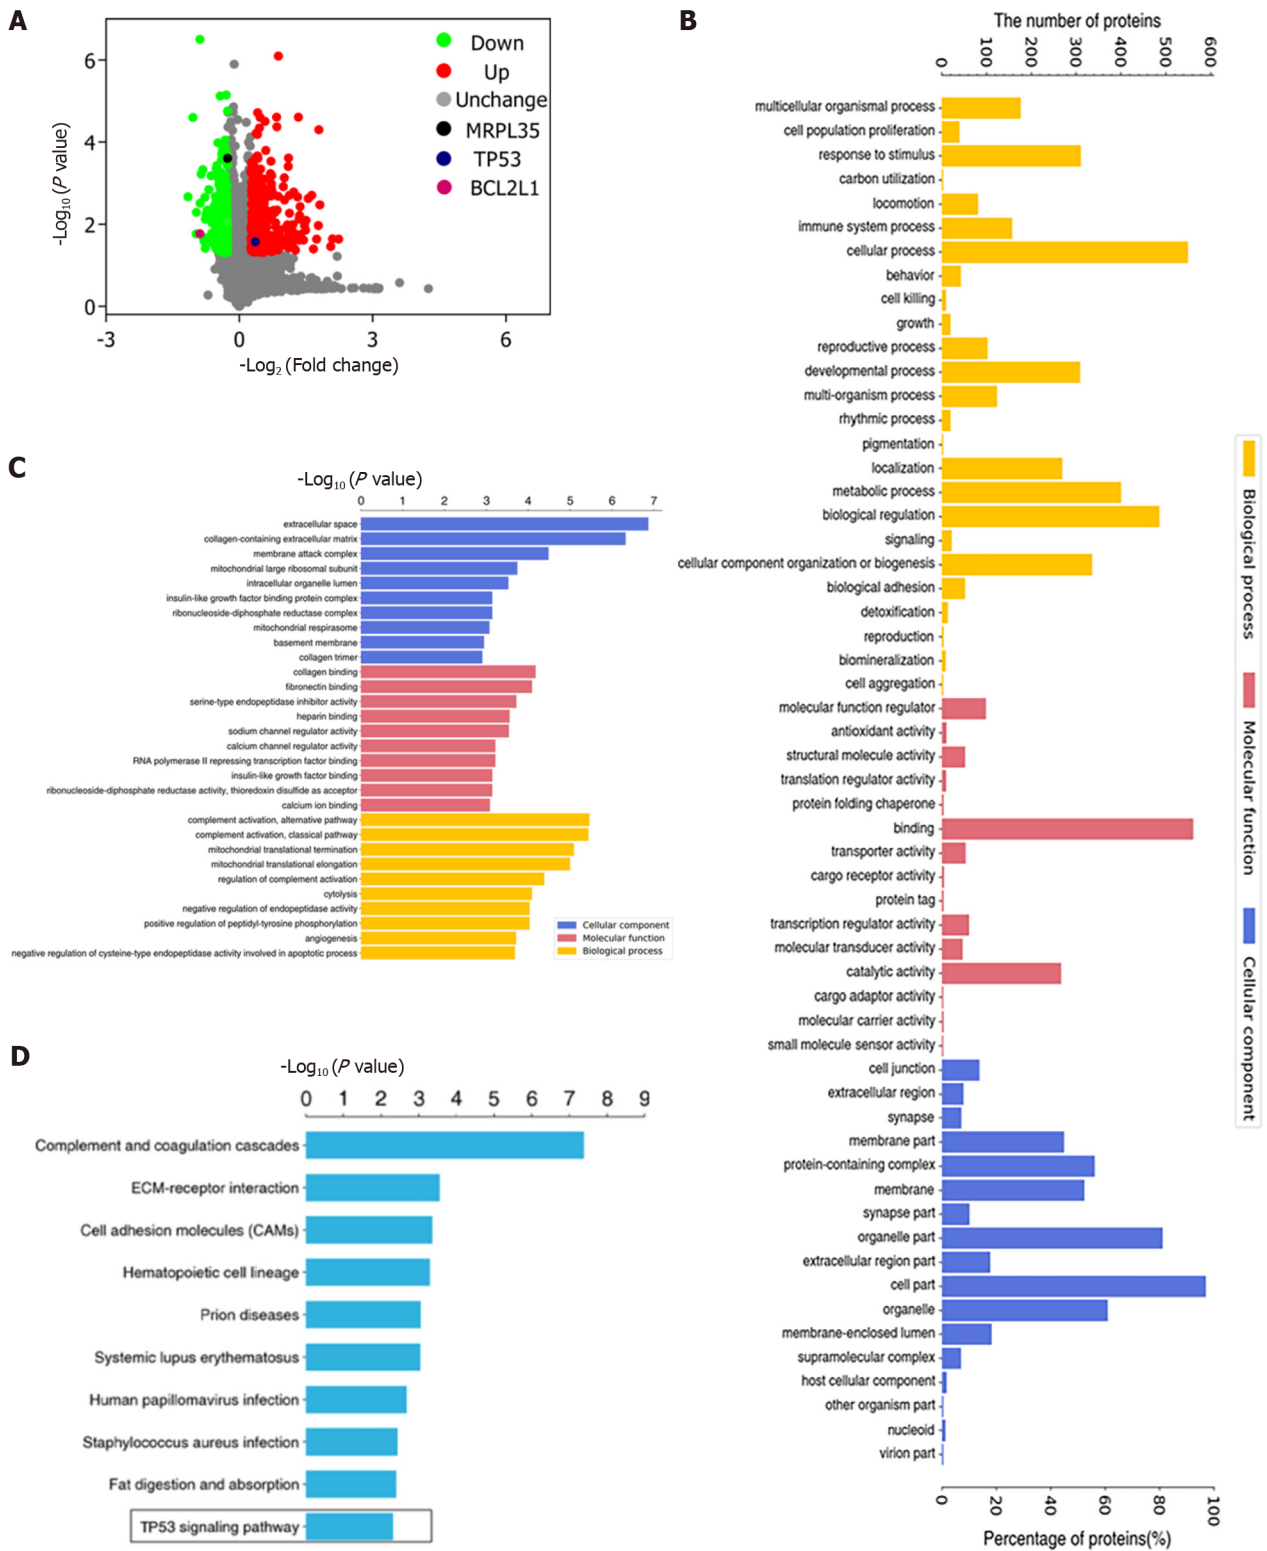 A
6
4
2
0
-3
0
3
6
-Log10 (P value)
-Log2 (Fold change)
Down
Up
Unchange
MRPL35
TP53
BCL2L1
B
The number of proteins
0
100
200
300
400
500
600
multicellular organismal process
cell population proliferation
response to stimulus
carbon utilization
locomotion
immune system process
cellular process
behavior
cell killing
growth
reproductive process
developmental process
multi-organism process
rhythmic process
pigmentation
localization
metabolic process
biological regulation
signaling
cellular component organization or biogenesis
biological adhesion
detoxification
reproduction
biomineralization
cell aggregation
molecular function regulator
antioxidant activity
structural molecule activity
translation regulator activity
protein folding chaperone
binding
transporter activity
cargo receptor activity
protein tag
transcription regulator activity
molecular transducer activity
catalytic activity
cargo adaptor activity
molecular carrier activity
small molecule sensor activity
cell junction
extracellular region
synapse
membrane part
protein-containing complex
membrane
synapse part
organelle part
extracellular region part
cell part
organelle
membrane-enclosed lumen
supramolecular complex
host cellular component
other organism part
nucleoid
virion part
0
20
40
60
80
100
Percentage of proteins(%)
Biological process
Molecular function
Cellular component
C
-Log10 (P value)
0 1 2 3 4 5 6 7
extracellular space
collagen-containing extracellular matrix
membrane attack complex
mitochondrial large ribosomal subunit
intracellular organelle lumen
insulin-like growth factor binding protein complex
ribonucleoside-diphosphate reductase complex
mitochondrial respirasome
basement membrane
collagen trimer
collagen binding
fibronectin binding
serine-type endopeptidase inhibitor activity
heparin binding
sodium channel regulator activity
calcium channel regulator activity
RNA polymerase II repressing transcription factor binding
insulin-like growth factor binding
ribonucleoside-diphosphate reductase activity, thioredoxin disulfide as acceptor
calcium ion binding
complement activation, alternative pathway
complement activation, classical pathway
mitochondrial translational termination
mitochondrial translational elongation
regulation of complement activation
cytolysis
negative regulation of endopeptidase activity
positive regulation of peptidyl-tyrosine phosphorylation
angiogenesis
negative regulation of cysteine-type endopeptidase activity involved in apoptotic process
Cellular component
Molecular function
Biological process
D
-Log10 (P value)
0 1 2 3 4 5 6 7 8 9
Complement and coagulation cascades
ECM-receptor interaction
Cell adhesion molecules (CAMs)
Hematopoietic cell lineage
Prion diseases
Systemic lupus erythematosus
Human papillomavirus infection
Staphylococcus aureus infection
Fat digestion and absorption
TP53 signaling pathway